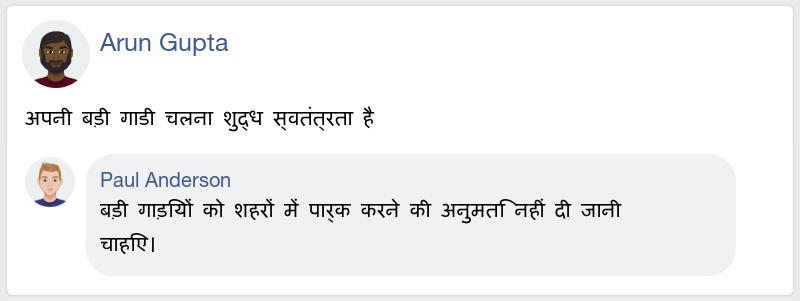 Arun Gupta
अपनी बड़ी गाडी चलना शुद्ध स्वतंत्रता है
Paul Anderson
बड़ी गाड़ियों को शहरों में पार्क करने की अनुमति नहीं दी जानी
चाहिए।